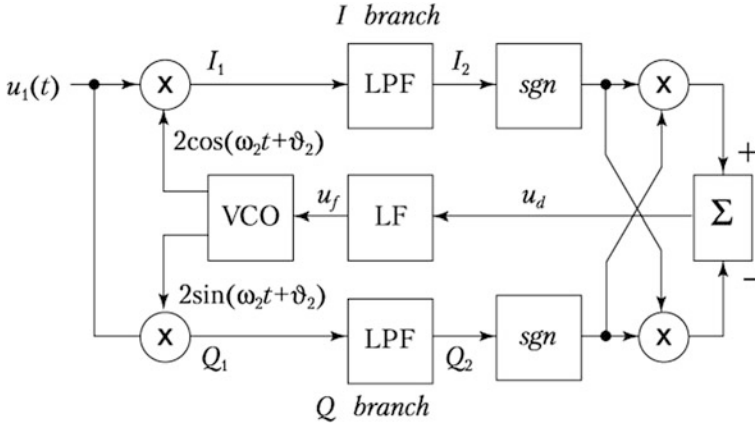 I branch
u₁(t)
X
I₁
LPF
I₂
sgn
X
2cos(ω₂t+ϑ₂)
+
VCO
u_f
LF
u_d
Σ
2sin(ω₂t+ϑ₂)
−
X
Q₁
LPF
Q₂
sgn
X
Q branch